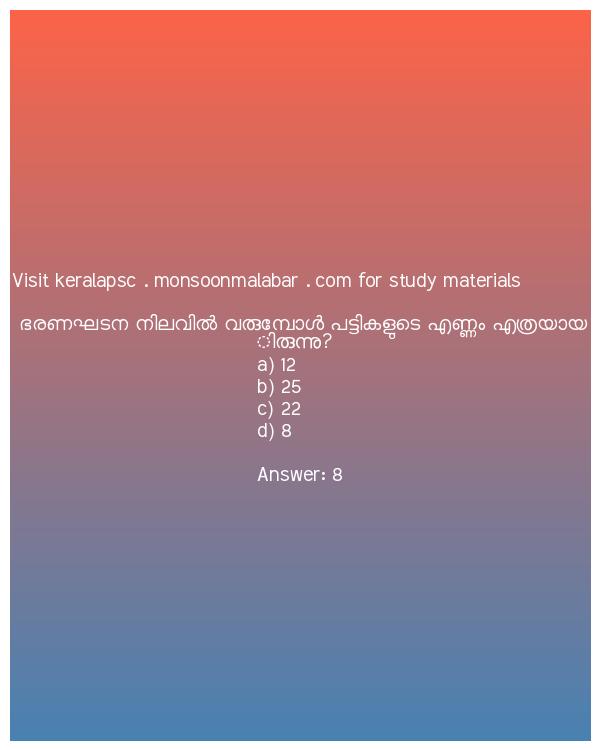 Visit keralapsc . monsoonmalabar . com for study materials
ഭരണഘടന നിലവിൽ വരുമ്പോൾ പട്ടികളുടെ എണ്ണം എത്രയായ
ിരുന്നു?
a) 12
b) 25
c) 22
d) 8
Answer: 8